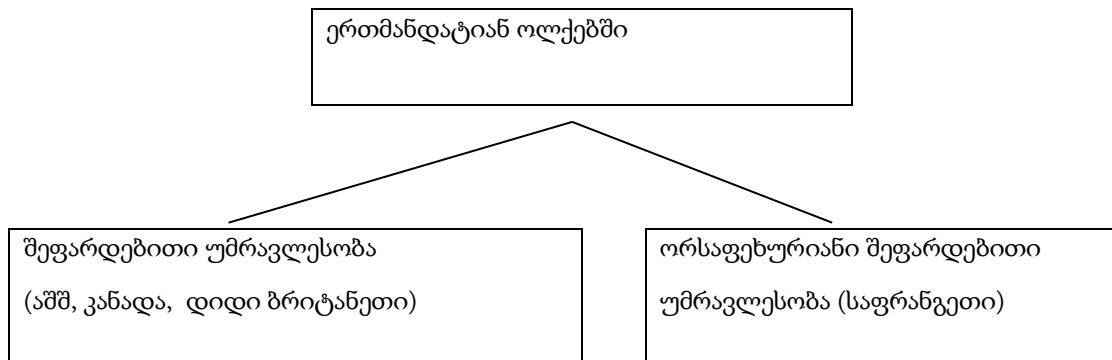 ერთმანდატიან ოლქებში
შეფარდებითი უმრავლესობა
(აშშ, კანადა, დიდი ბრიტანეთი)
ორსაფეხურიანი შეფარდებითი
უმრავლესობა (საფრანგეთი)